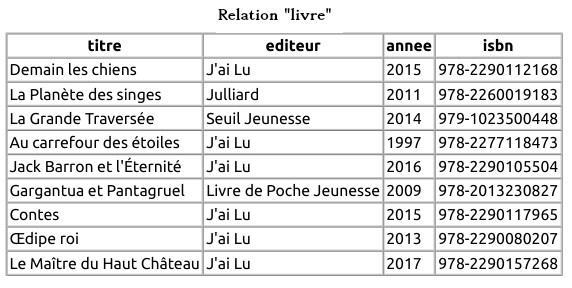 Relation "livre"
titre editeur annee isbn
Demain les chiens J'ai Lu 2015 978-2290112168
La Planète des singes Julliard 2011 978-2260019183
La Grande Traversée Seuil Jeunesse 2014 979-1023500448
Au carrefour des étoiles J'ai Lu 1997 978-2277118473
Jack Barron et l'Éternité J'ai Lu 2016 978-2290105504
Gargantua et Pantagruel Livre de Poche Jeunesse 2009 978-2013230827
Contes J'ai Lu 2015 978-2290117965
Œdipe roi J'ai Lu 2013 978-2290080207
Le Maître du Haut Château J'ai Lu 2017 978-2290157268